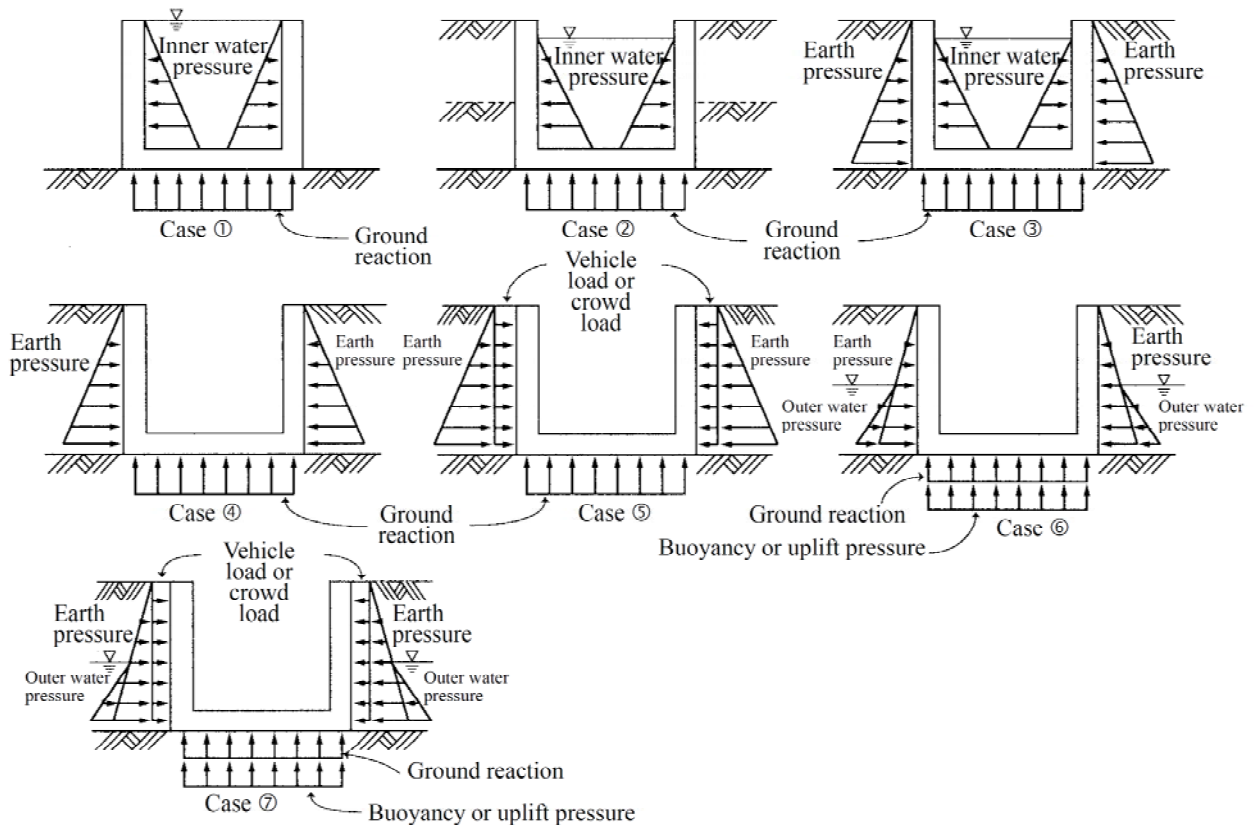 Inner water
pressure
Case ①
Ground
reaction
Inner water
pressure
Case ②
Earth
pressure
Inner water
pressure
Earth
pressure
Case ③
Ground
reaction
Earth
pressure
Earth
pressure
Case ④
Vehicle
load or
crowd
load
Earth
pressure
Earth
pressure
Case ⑤
Ground
reaction
Earth
pressure
Outer water
pressure
Earth
pressure
Outer water
pressure
Ground reaction
Buoyancy or uplift pressure
Case ⑥
Vehicle
load or
crowd
load
Earth
pressure
Earth
pressure
Outer water
pressure
Outer water
pressure
Ground reaction
Case ⑦
Buoyancy or uplift pressure